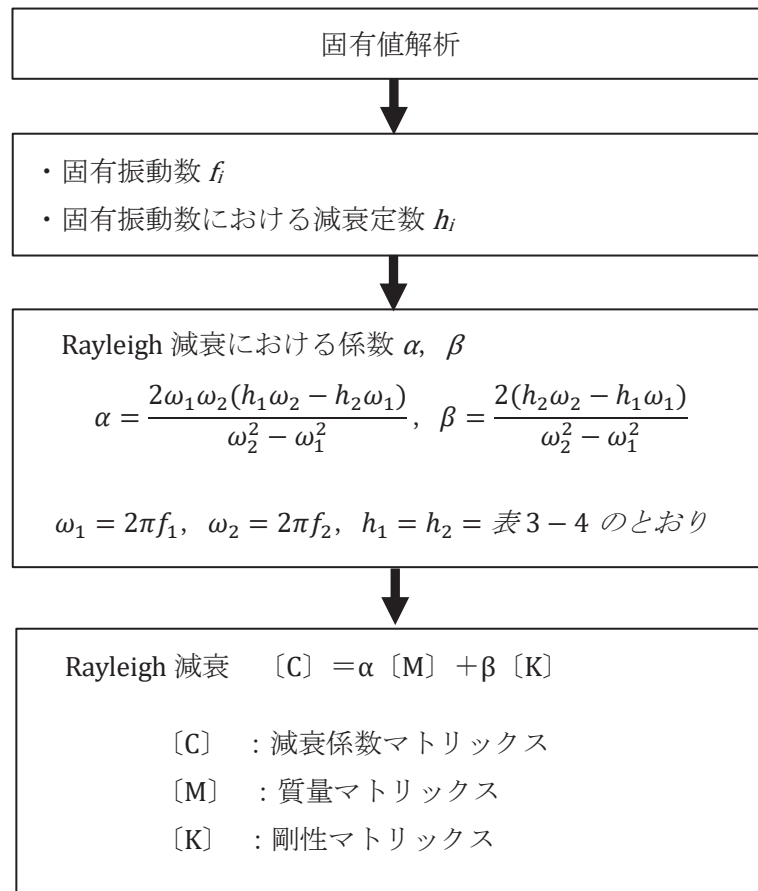 固有値解析
・固有振動数 fi
・固有振動数における減衰定数 hi
Rayleigh 減衰における係数 α, β
α = 2ω₁ω₂(h₁ω₂ − h₂ω₁) / (ω₂² − ω₁²), β = 2(h₂ω₂ − h₁ω₁) / (ω₂² − ω₁²)
ω₁ = 2πf₁, ω₂ = 2πf₂, h₁ = h₂ = 表 3 − 4 のとおり
Rayleigh 減衰 〔C〕＝α〔M〕＋β〔K〕
〔C〕 :減衰係数マトリックス
〔M〕 :質量マトリックス
〔K〕 :剛性マトリックス